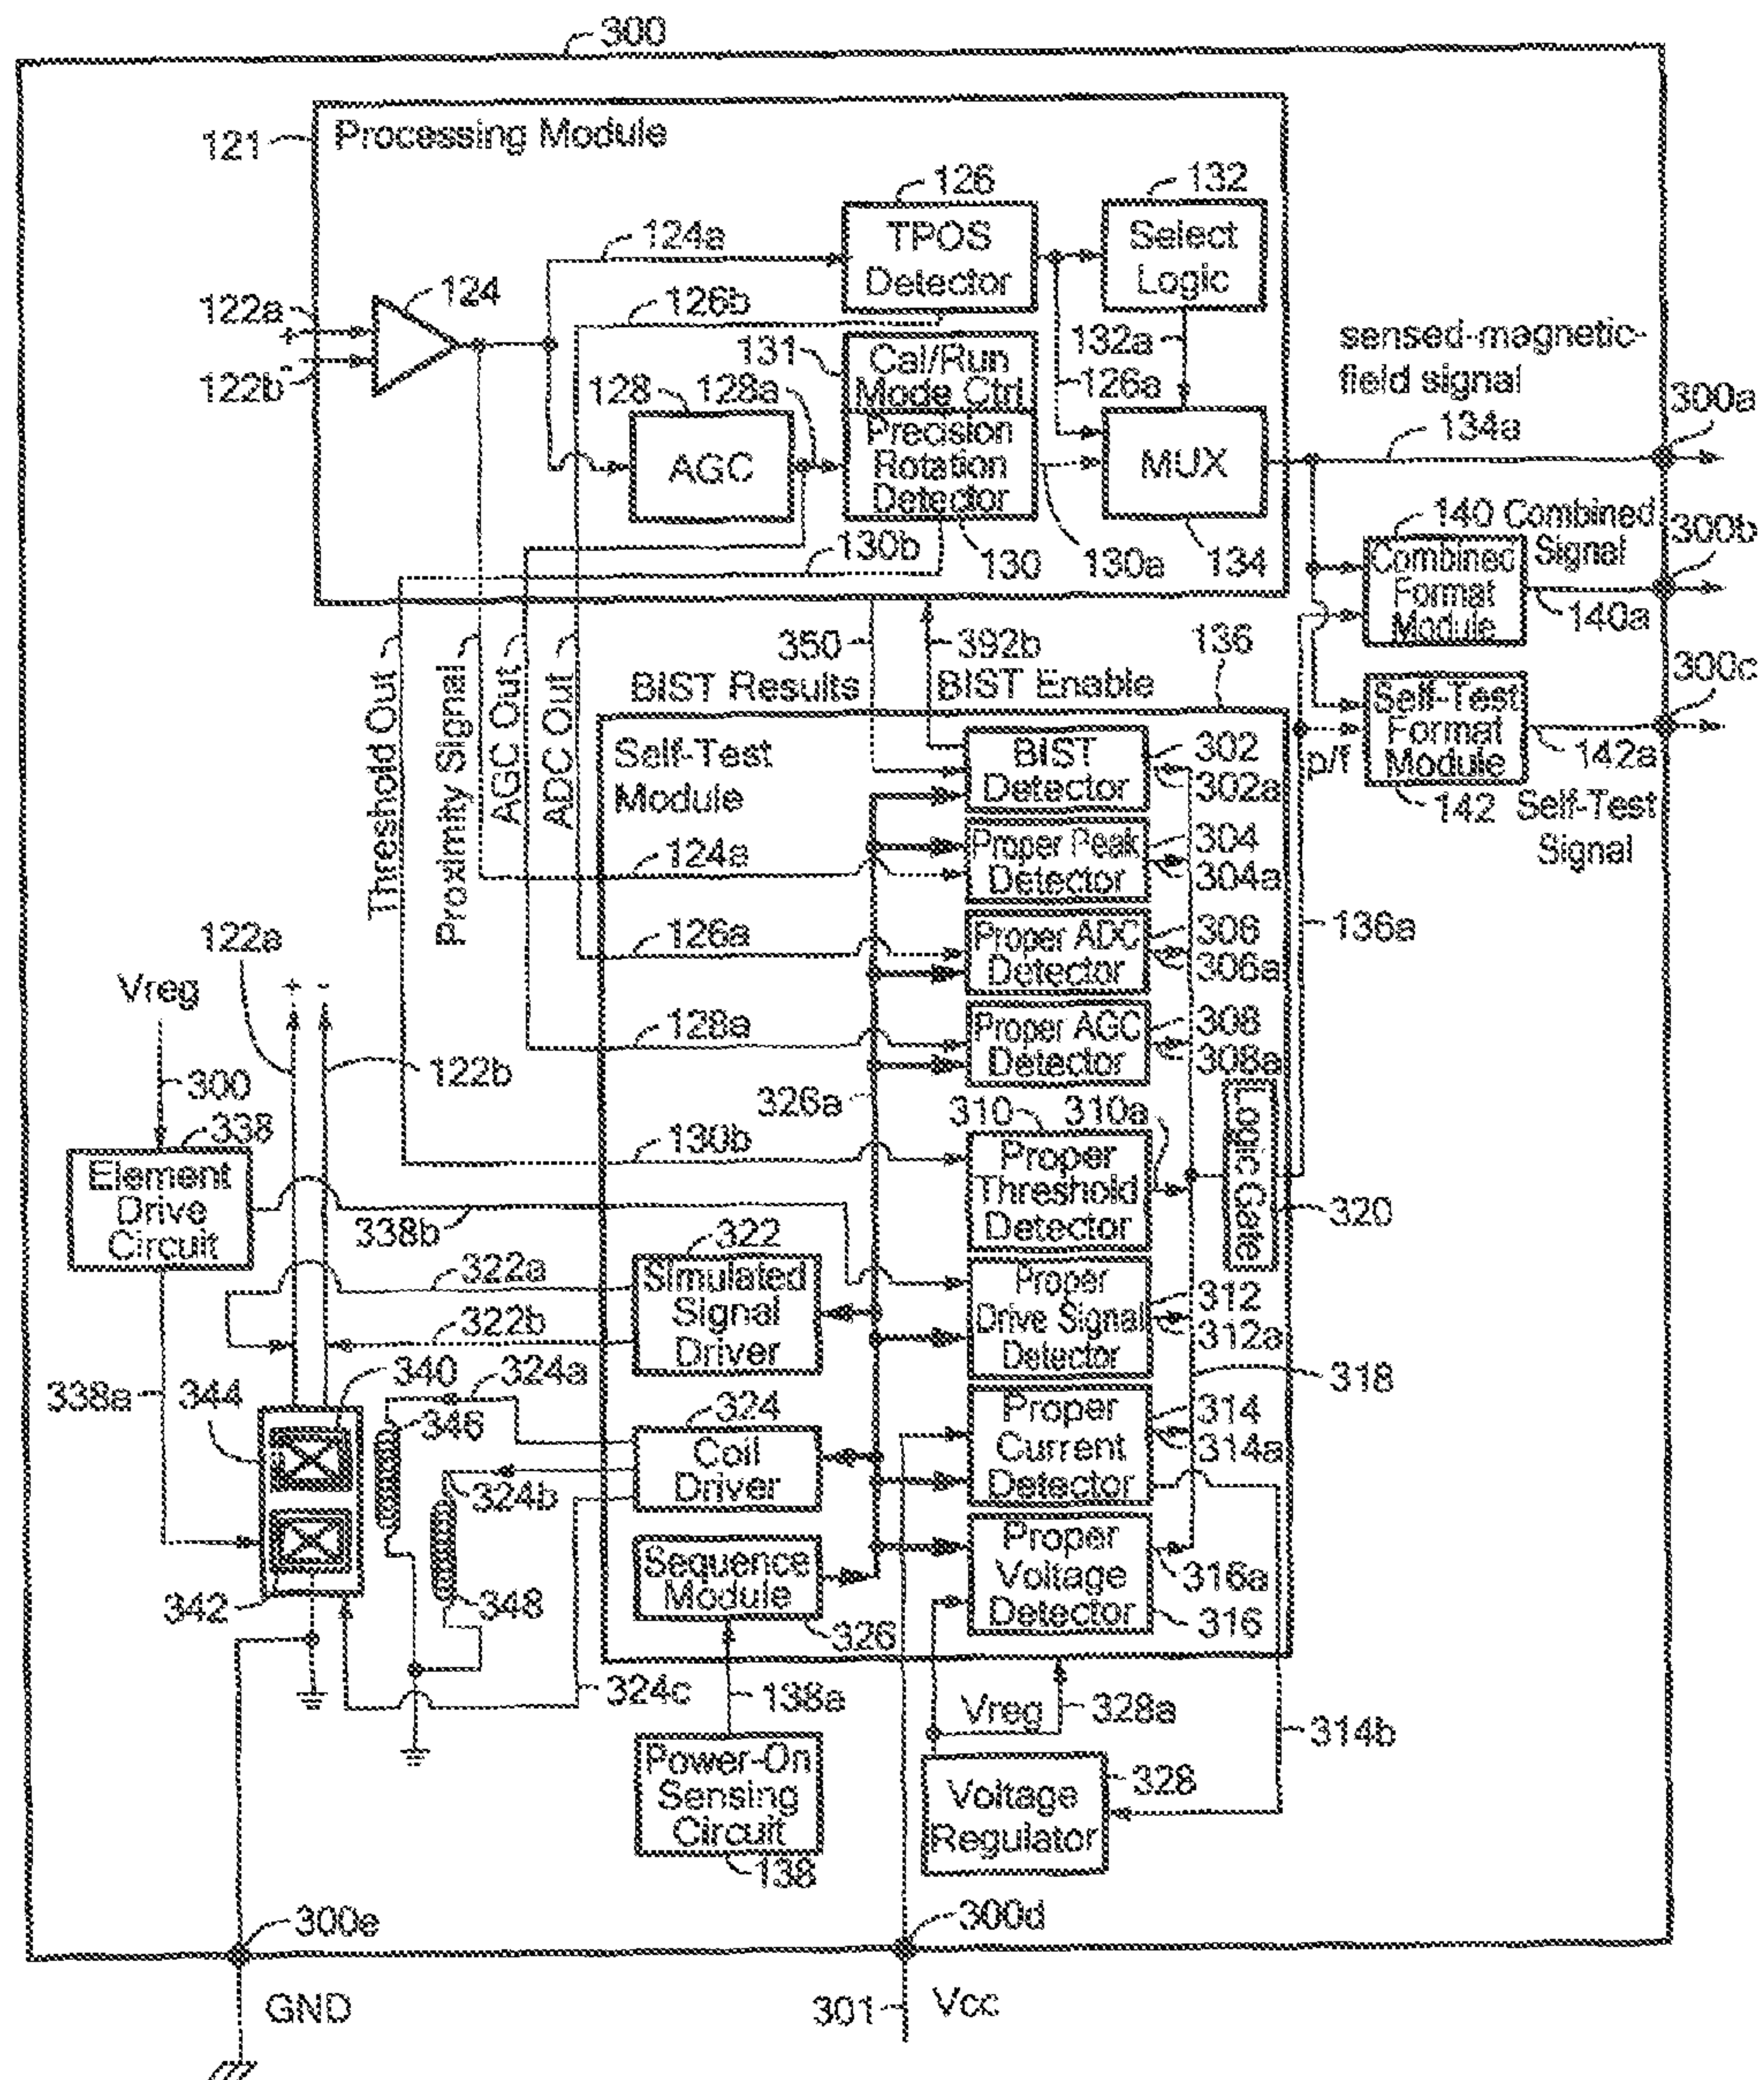 300
121
Processing Module
126
132
124a
TPOS
Detector
Select
Logic
122a
+
124
126b
122b
-
131
Cal/Run
Mode Ctrl
132a
126a
sensed-magnetic-
field signal
300a
128
128a
AGC
Precision
Rotation
Detector
MUX
134a
130b
130
130a
134
140 Combined
Signal
300b
Combined
Format
Module
140a
Threshold Out
Proximity Signal
AGC Out
ADC Out
350
392b
136
BIST Results
BIST Enable
300c
Self-Test
Format
Module
p/f
142a
142
Self-Test
Signal
Self-Test
Module
BIST
Detector
302
302a
124a
Proper Peak
Detector
304
304a
126a
Proper ADC
Detector
306
306a
136a
122a
Vreg
+ -
128a
Proper AGC
Detector
308
308a
122b
300
338
326a
310
310a
Element
Drive
Circuit
130b
Proper
Threshold
Detector
Logic Gate
320
338b
322
322a
Simulated
Signal
Driver
322b
Proper
Drive Signal
Detector
312
312a
318
338a
344
340
324a
346
324
Coil
Driver
324b
Proper
Current
Detector
314
314a
342
348
Sequence
Module
326
Proper
Voltage
Detector
316a
316
324c
138a
Vreg
328a
314b
Power-On
Sensing
Circuit
138
Voltage
Regulator
328
300e
300d
GND
301
Vcc